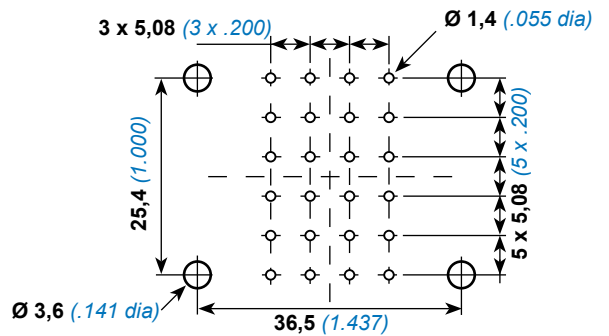 3 x 5,08 (3 x .200)
Ø 1,4 (.055 dia)
25,4 (1.000)
5 x 5,08 (5 x .200)
Ø 3,6 (.141 dia)
36,5 (1.437)